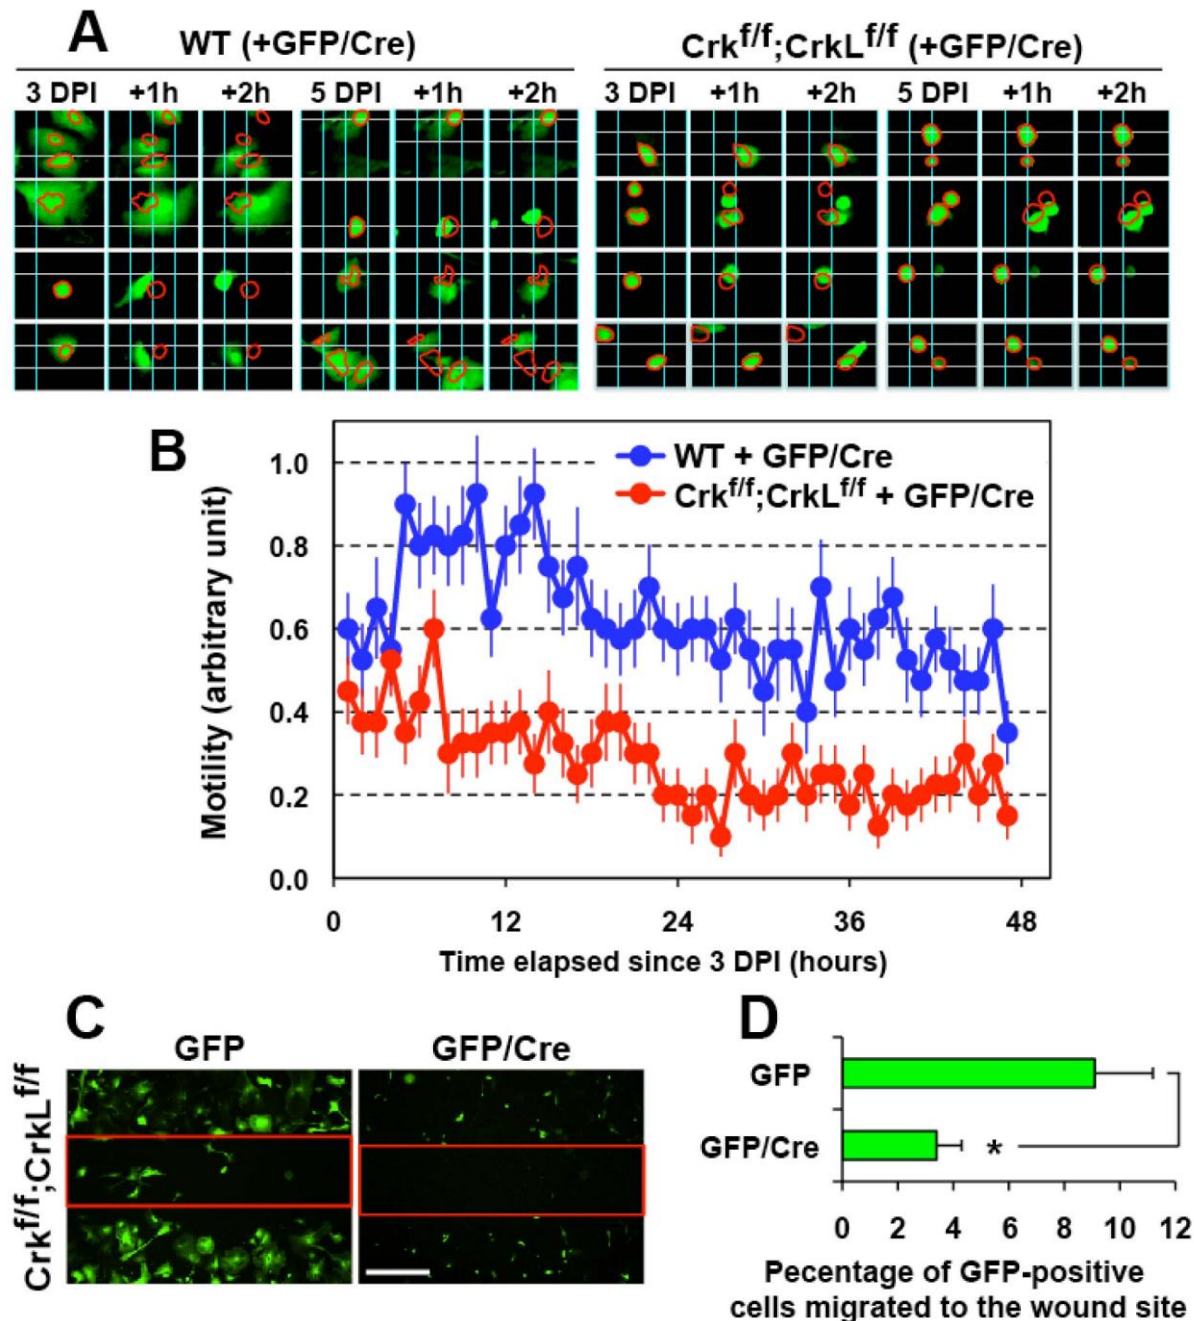 A
WT (+GFP/Cre)
Crkf/f;CrkLf/f (+GFP/Cre)
3 DPI +1h +2h 5 DPI +1h +2h 3 DPI +1h +2h 5 DPI +1h +2h
B
WT + GFP/Cre
Crkf/f;CrkLf/f + GFP/Cre
Motility (arbitrary unit)
1.0
0.8
0.6
0.4
0.2
0.0
0 12 24 36 48
Time elapsed since 3 DPI (hours)
C
GFP GFP/Cre
Crkf/f;CrkLf/f
D
GFP
GFP/Cre
*
0 2 4 6 8 10 12
Pecentage of GFP-positive
cells migrated to the wound site